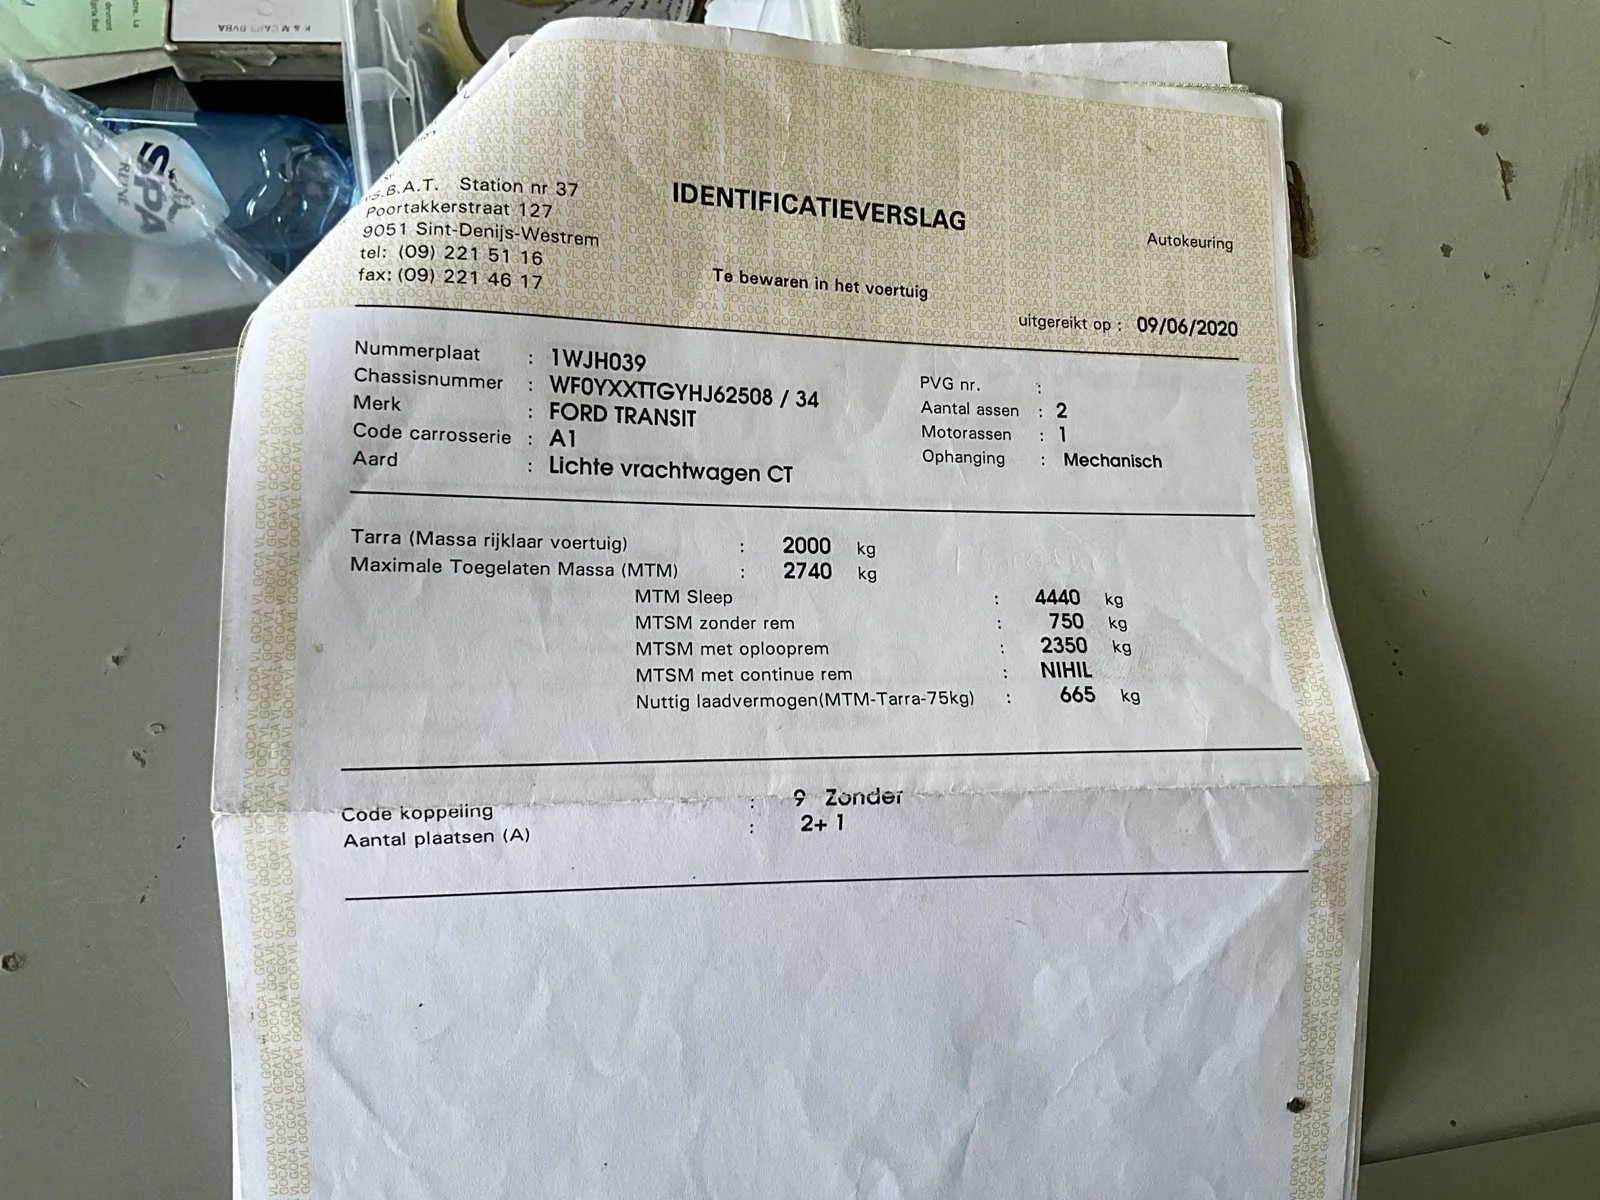 SPA
S.B.A.T. Station nr 37
Poortakkerstraat 127
9051 Sint-Denijs-Westrem
tel: (09) 221 51 16
fax: (09) 221 46 17
IDENTIFICATIEVERSLAG
Te bewaren in het voertuig
Autokeuring
uitgereikt op : 09/06/2020
Nummerplaat : 1WJH039
Chassisnummer : WF0YXXTTGYHJ62508 / 34
Merk : FORD TRANSIT
Code carrosserie : A1
Aard : Lichte vrachtwagen CT
PVG nr. :
Aantal assen : 2
Motorassen : 1
Ophanging : Mechanisch
Tarra (Massa rijklaar voertuig) : 2000 kg
Maximale Toegelaten Massa (MTM) : 2740 kg
MTM Sleep : 4440 kg
MTSM zonder rem : 750 kg
MTSM met oplooprem : 2350 kg
MTSM met continue rem : NIHIL
Nuttig laadvermogen(MTM-Tarra-75kg) : 665 kg
Code koppeling : 9 Zonder
Aantal plaatsen (A) : 2+ 1